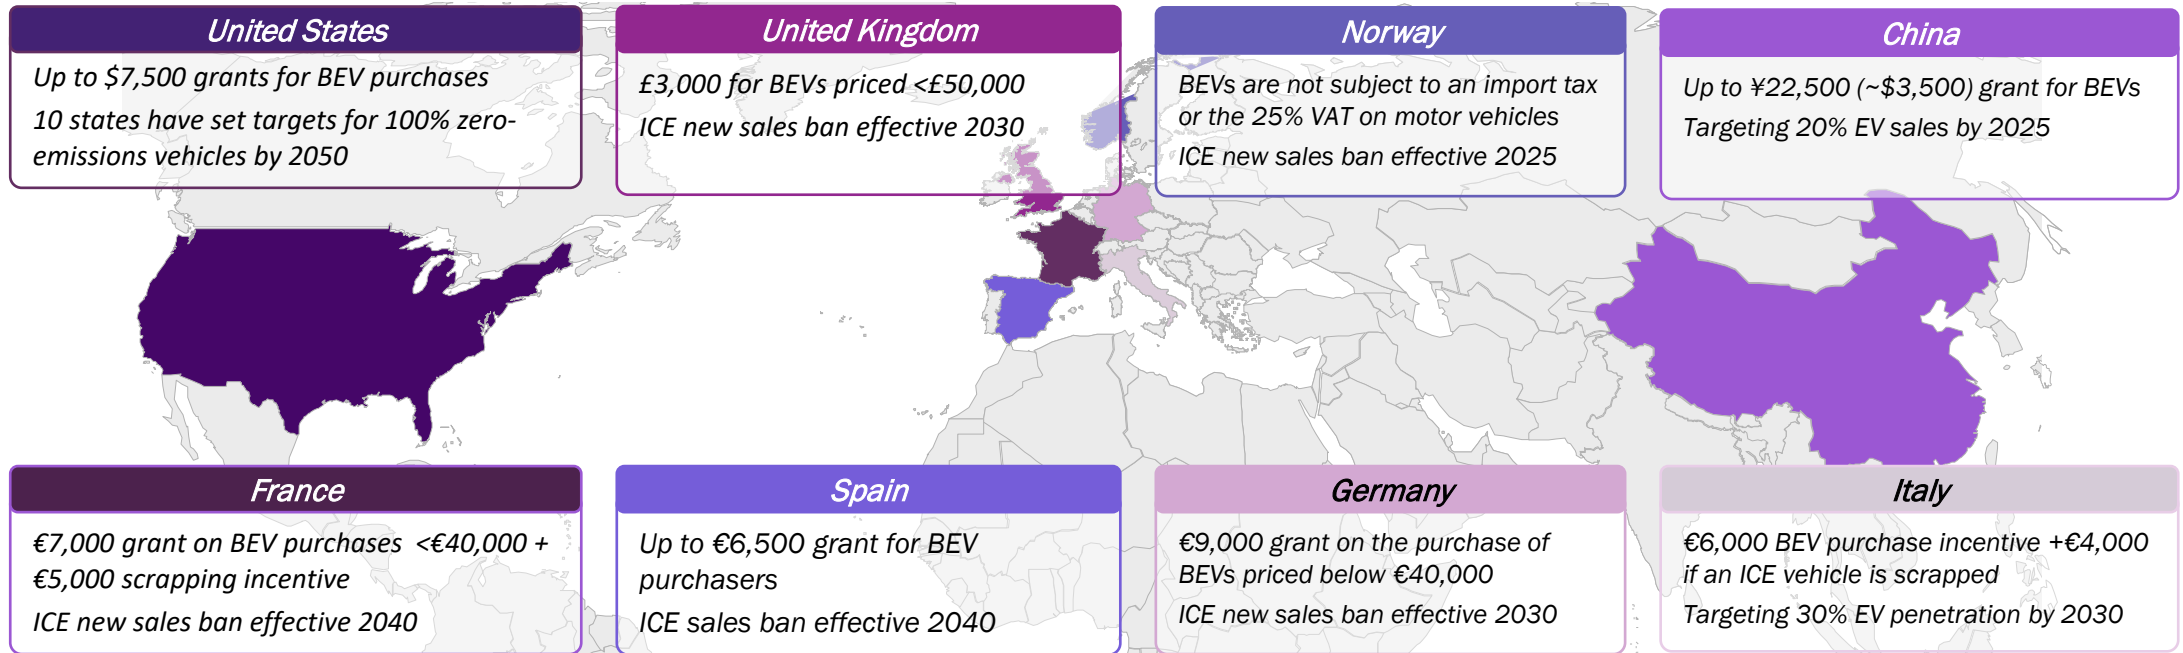 United States
Up to $7,500 grants for BEV purchases
10 states have set targets for 100% zero-
emissions vehicles by 2050
United Kingdom
£3,000 for BEVs priced <£50,000
ICE new sales ban effective 2030
Norway
BEVs are not subject to an import tax
or the 25% VAT on motor vehicles
ICE new sales ban effective 2025
China
Up to ¥22,500 (~$3,500) grant for BEVs
Targeting 20% EV sales by 2025
France
€7,000 grant on BEV purchases <€40,000 +
€5,000 scrapping incentive
ICE new sales ban effective 2040
Spain
Up to €6,500 grant for BEV
purchasers
ICE sales ban effective 2040
Germany
€9,000 grant on the purchase of
BEVs priced below €40,000
ICE new sales ban effective 2030
Italy
€6,000 BEV purchase incentive +€4,000
if an ICE vehicle is scrapped
Targeting 30% EV penetration by 2030